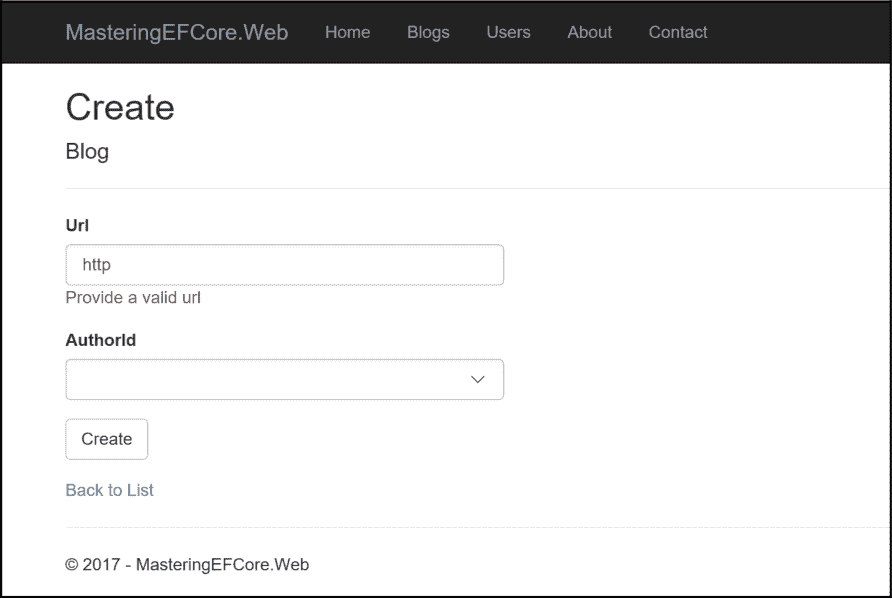 MasteringEFCore.Web Home Blogs Users About Contact
Create
Blog
Url
http
Provide a valid url
AuthorId
Create
Back to List
© 2017 - MasteringEFCore.Web